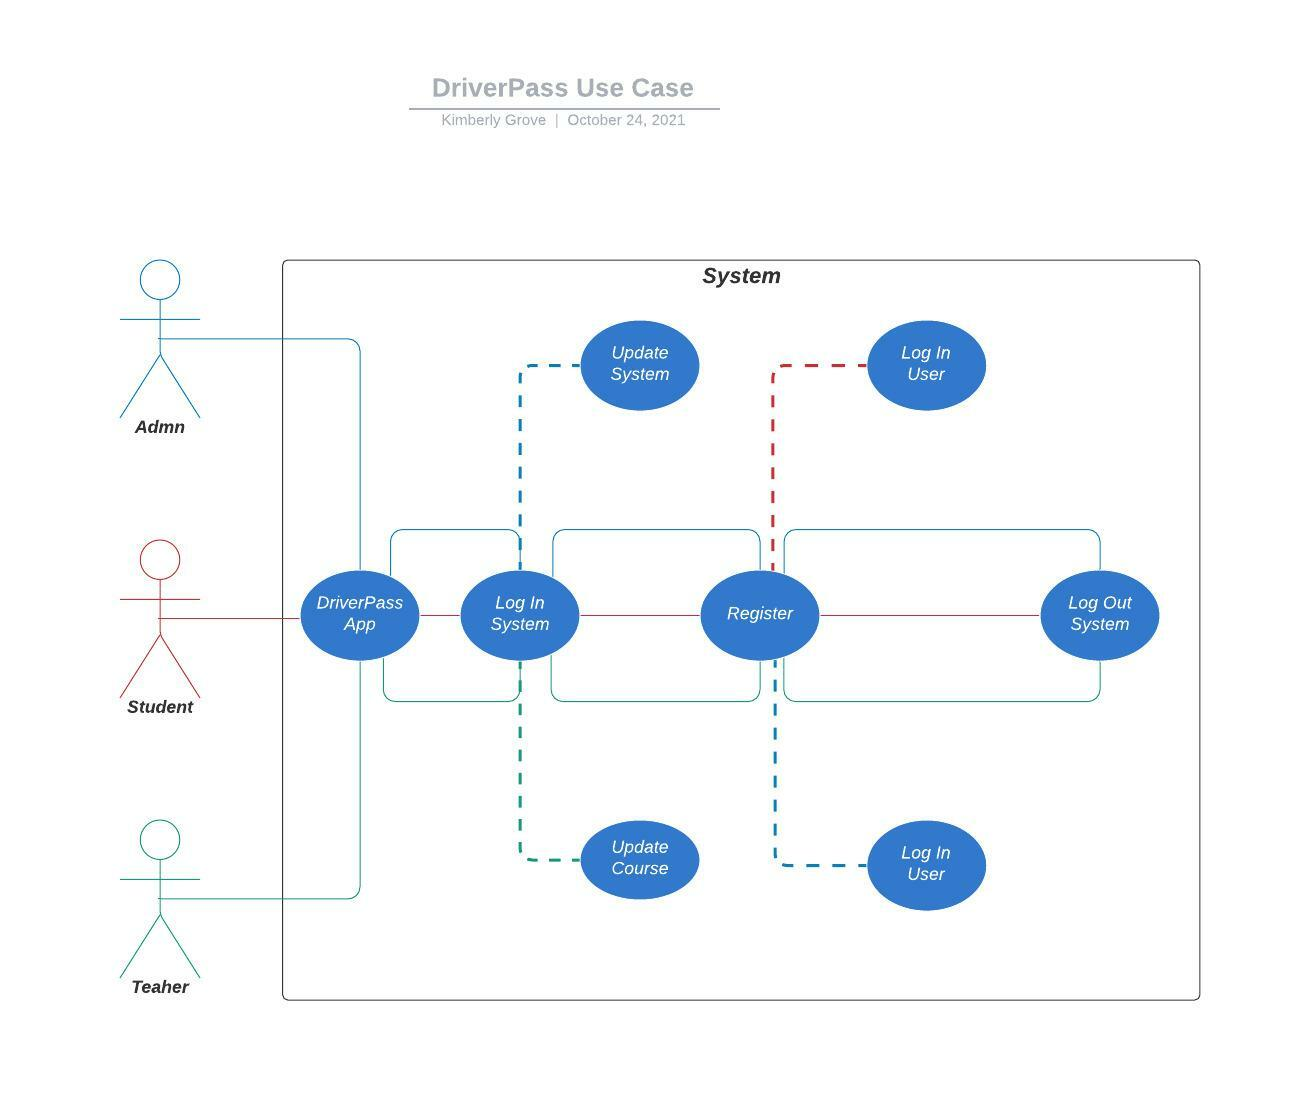 DriverPass Use Case
Kimberly Grove | October 24, 2021
System
Update
System
Log In
User
Admn
DriverPass
App
Log In
System
Register
Log Out
System
Student
Update
Course
Log In
User
Teaher